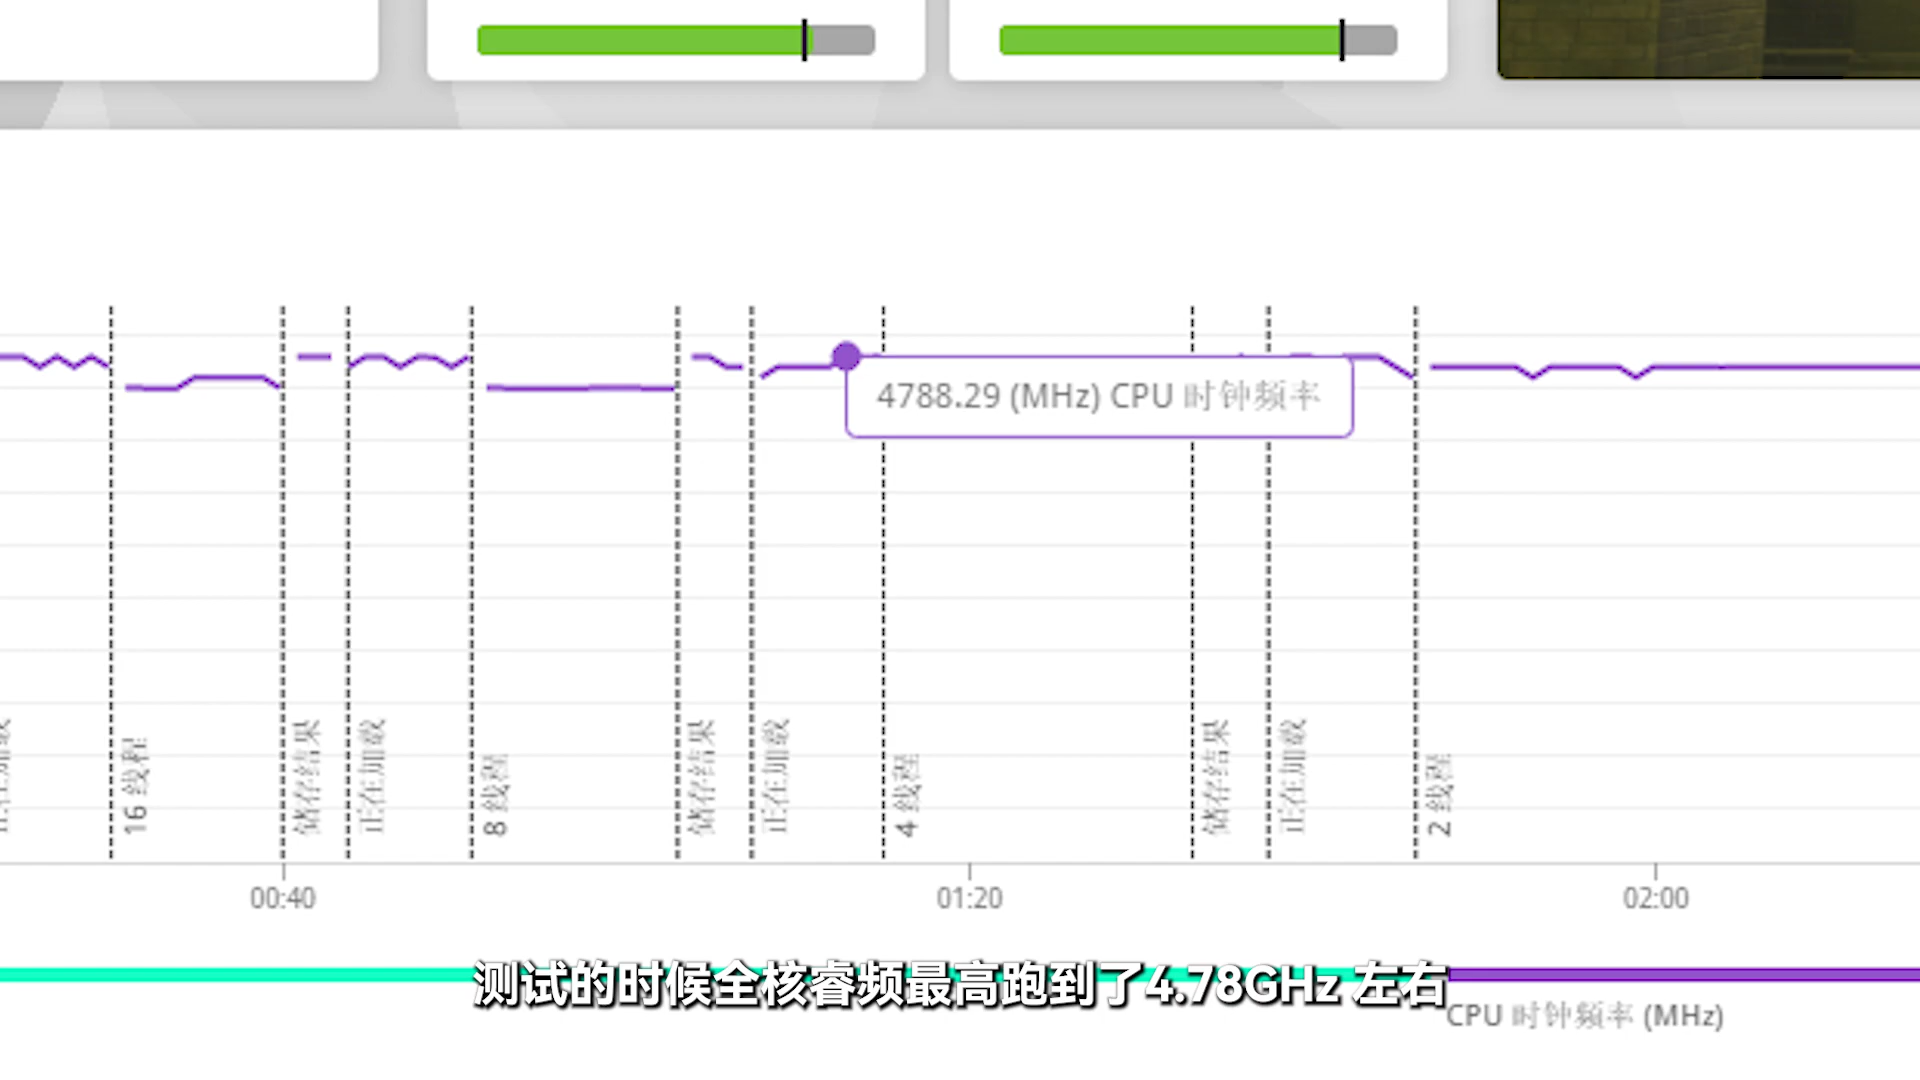 4788.29 (MHz) CPU 时钟频率
16 线程
储存结果
正在加载
8 线程
储存结果
正在加载
4 线程
储存结果
正在加载
2 线程
00:40
01:20
02:00
测试的时候全核睿频最高跑到了4.78GHz 左右
CPU 时钟频率 (MHz)